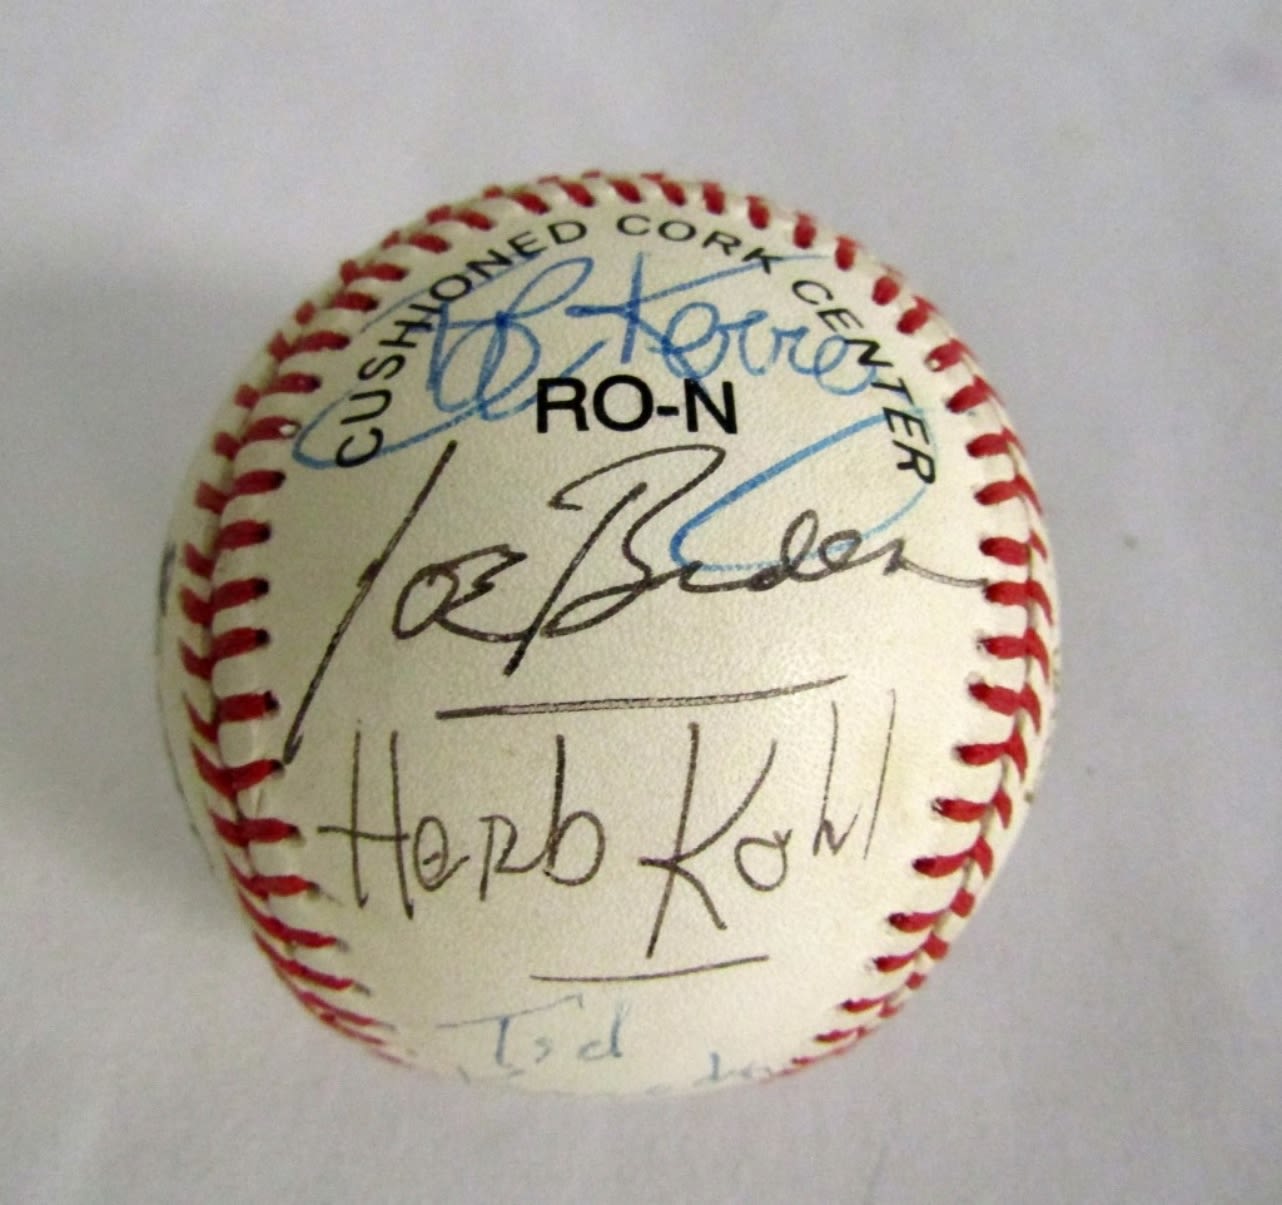 CUSHIONED CORK CENTER
RO-N
Joe Biden
Herb Kohl
Ted